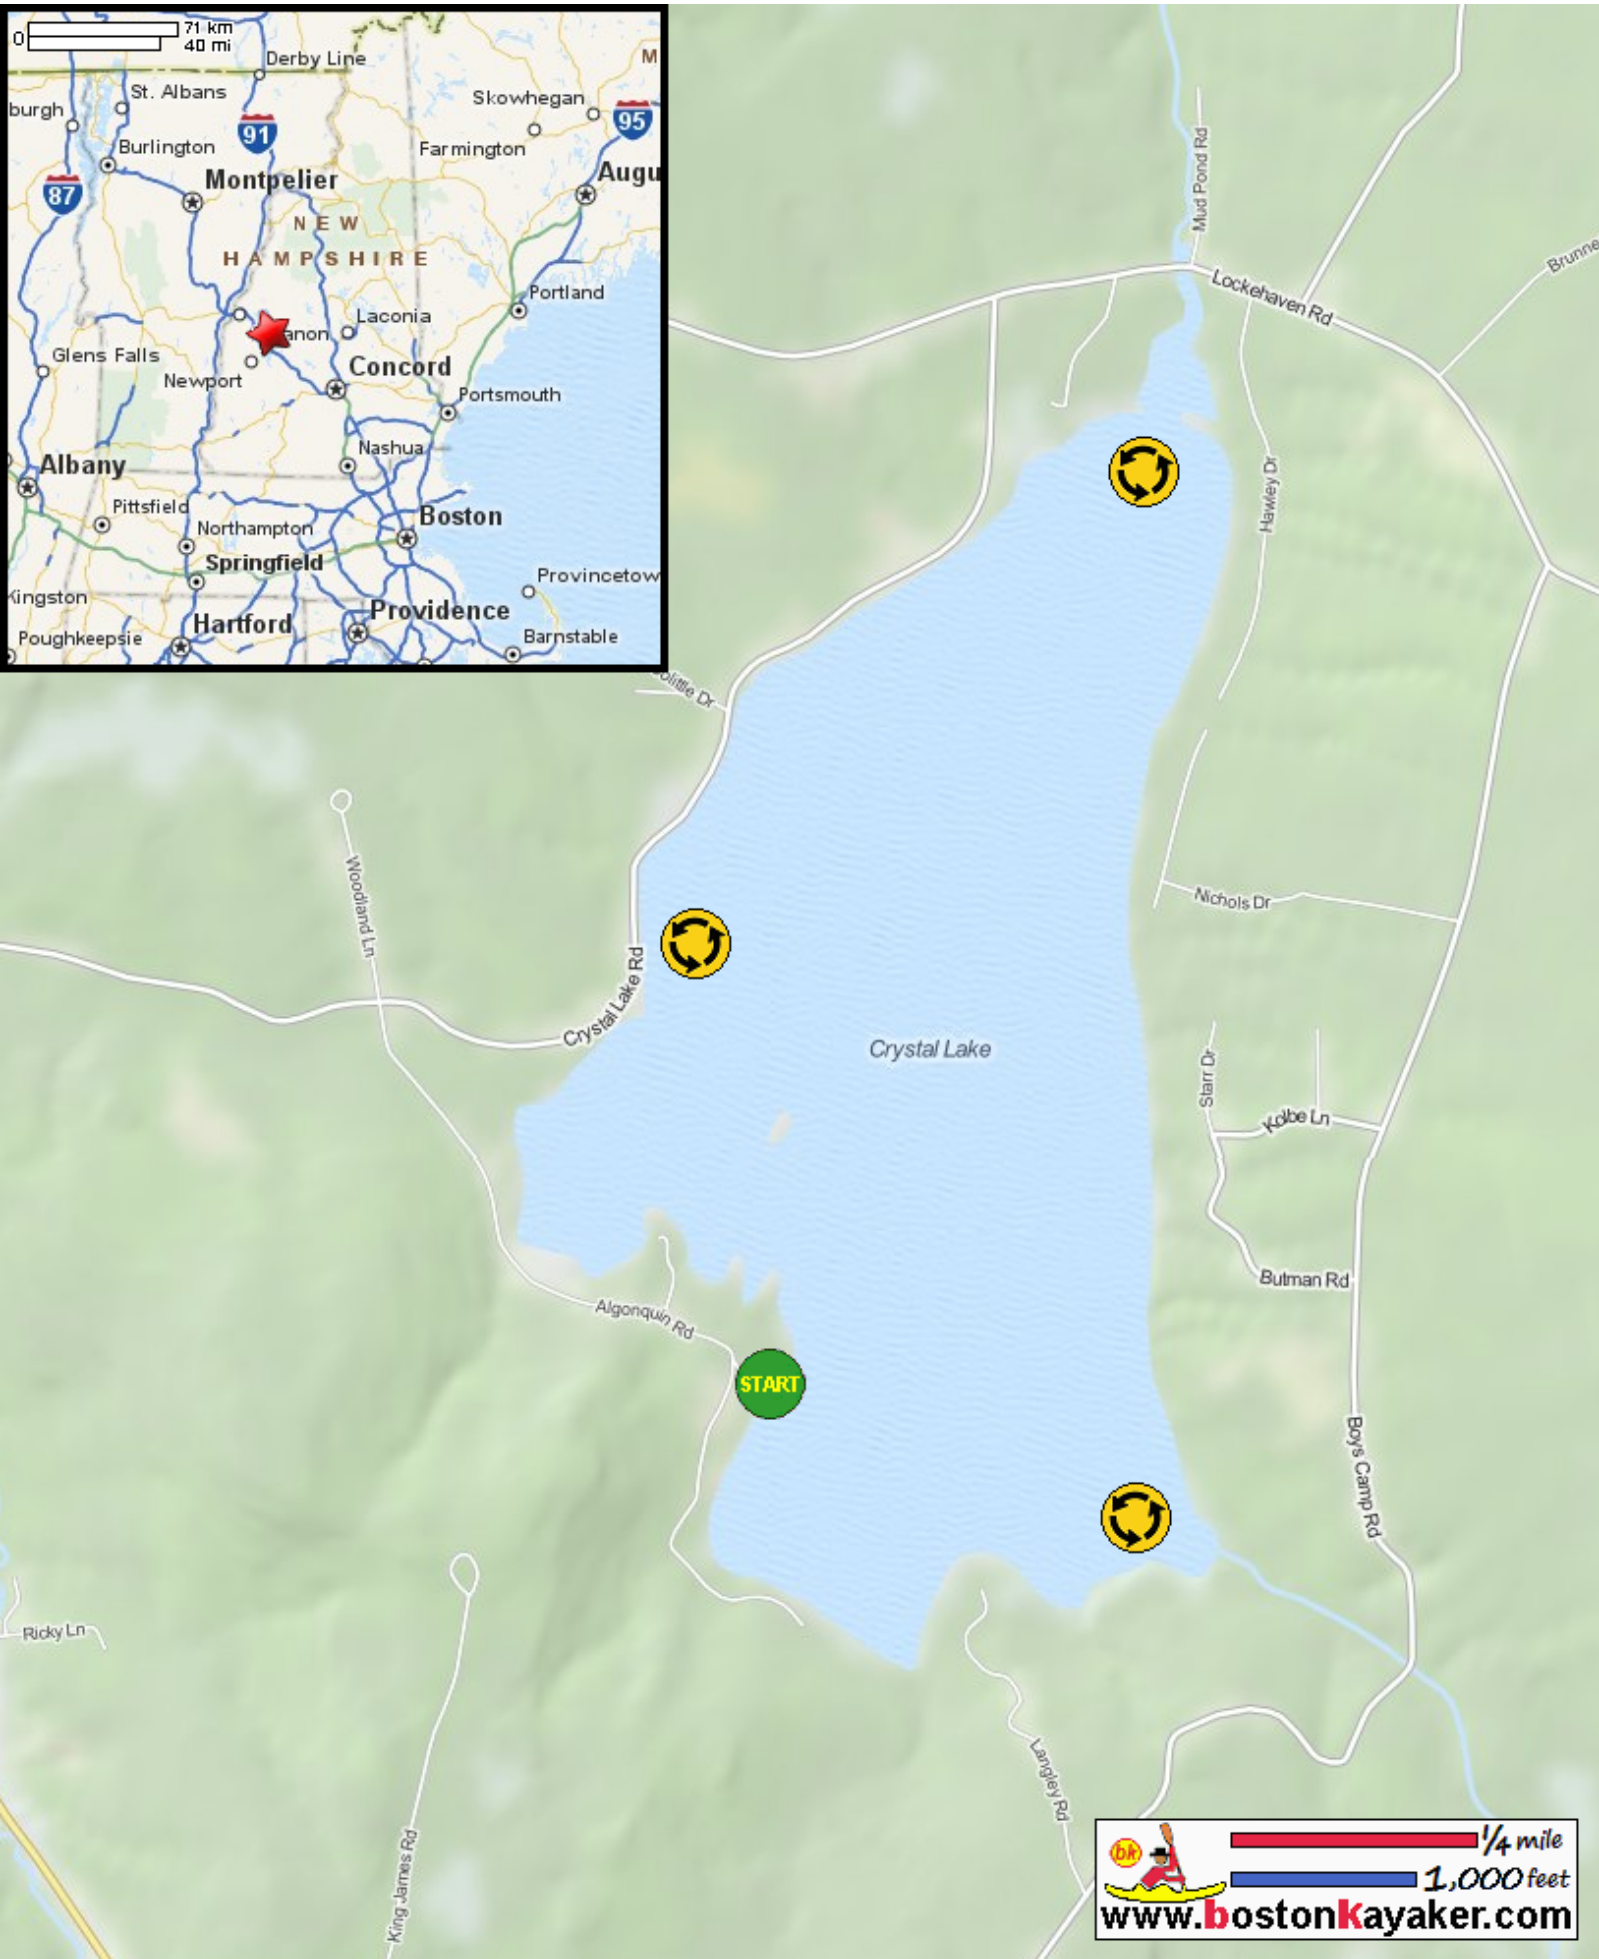 71 km
0
40 mi
Derby Line
M
St. Albans
Skowhegan
burgh
91
95
Burlington
Farmington
Montpelier
Augu
87
NEW
HAMPSHIRE
Portland
Laconia
anon
Glens Falls
Newport
Concord
Portsmouth
Nashua
Albany
Pittsfield
Northampton
Boston
Springfield
Provincetow
Kingston
Hartford
Providence
Poughkeepsie
Barnstable
Mud Pond Rd
Brunne
Lockehaven Rd
Hawley Dr
olittle Dr
Woodland Ln
Nichols Dr
Crystal Lake Rd
Crystal Lake
Starr Dr
Kolbe Ln
Butman Rd
Algonquin Rd
START
Boys Camp Rd
Ricky Ln
Langley Rd
King James Rd
bk
1/4 mile
1,000 feet
www.bostonkayaker.com